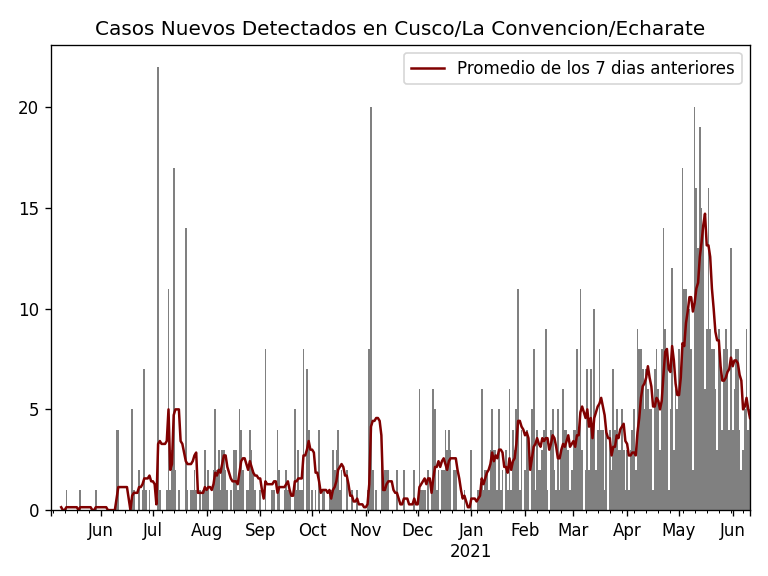 Casos Nuevos Detectados en Cusco/La Convencion/Echarate
Promedio de los 7 dias anteriores
20
15
10
5
0
Jun Jul Aug Sep Oct Nov Dec Jan Feb Mar Apr May Jun
2021